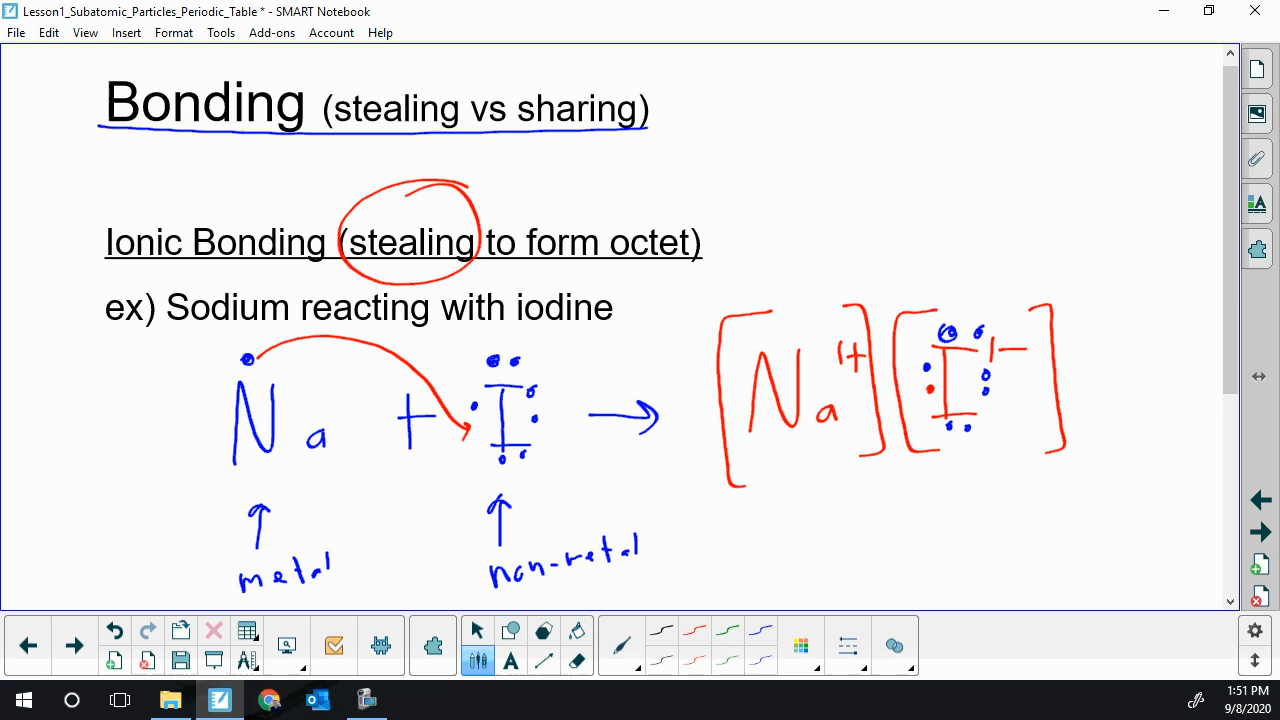 Lesson1_Subatomic_Particles_Periodic_Table * - SMART Notebook
File Edit View Insert Format Tools Add-ons Account Help
Bonding (stealing vs sharing)
Ionic Bonding (stealing to form octet)
ex) Sodium reacting with iodine
Na + I → [Na 1+] [I 1−]
metal non-metal
1:51 PM
9/8/2020